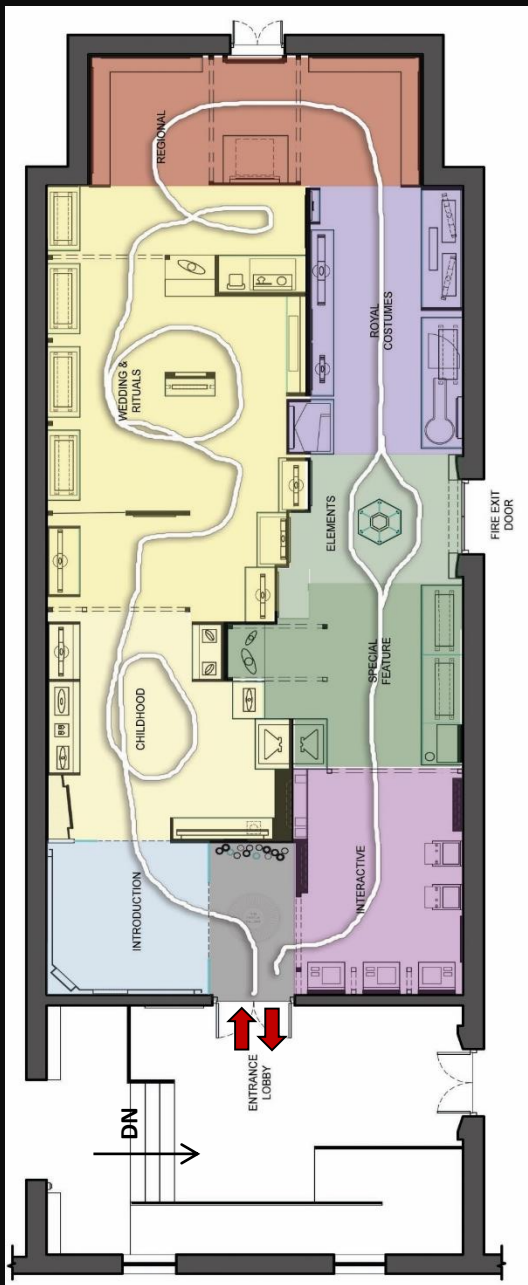 REGIONAL
WEDDING &
RITUALS
ROYAL
COSTUMES
ELEMENTS
FIRE EXIT
DOOR
SPECIAL
FEATURE
CHILDHOOD
INTRODUCTION
INTERACTIVE
ENTRANCE
LOBBY
DN